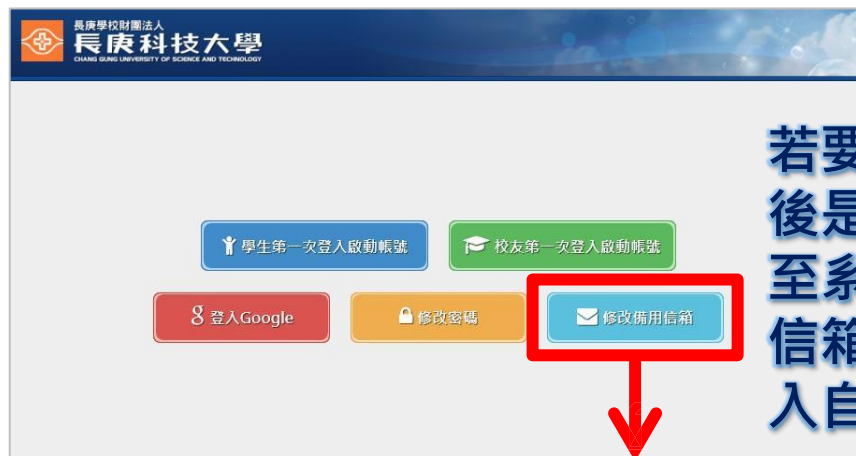 長庚學校財團法人
長庚科技大學
CHANG GUNG UNIVERSITY OF SCIENCE AND TECHNOLOGY
學生第一次登入啟動帳號
校友第一次登入啟動帳號
8 登入Google
修改密碼
修改備用信箱
若要
後是
至系
信箱
入自